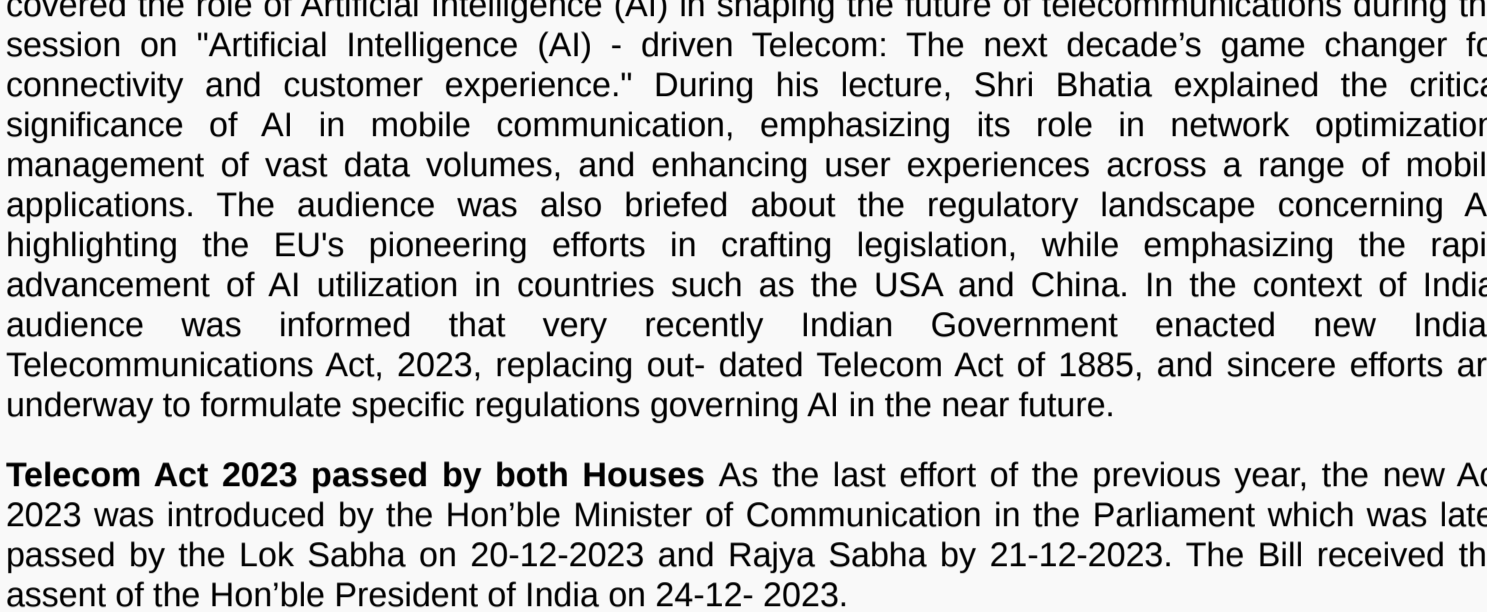 covered the role of Artificial Intelligence (AI) in shaping the future of telecommunications during th
session on "Artificial Intelligence (AI) - driven Telecom: The next decade’s game changer fo
connectivity and customer experience." During his lecture, Shri Bhatia explained the critica
significance of AI in mobile communication, emphasizing its role in network optimization
management of vast data volumes, and enhancing user experiences across a range of mobil
applications. The audience was also briefed about the regulatory landscape concerning A
highlighting the EU's pioneering efforts in crafting legislation, while emphasizing the rapi
advancement of AI utilization in countries such as the USA and China. In the context of India
audience was informed that very recently Indian Government enacted new India
Telecommunications Act, 2023, replacing out- dated Telecom Act of 1885, and sincere efforts ar
underway to formulate specific regulations governing AI in the near future.
Telecom Act 2023 passed by both Houses As the last effort of the previous year, the new Ac
2023 was introduced by the Hon’ble Minister of Communication in the Parliament which was late
passed by the Lok Sabha on 20-12-2023 and Rajya Sabha by 21-12-2023. The Bill received th
assent of the Hon’ble President of India on 24-12- 2023.